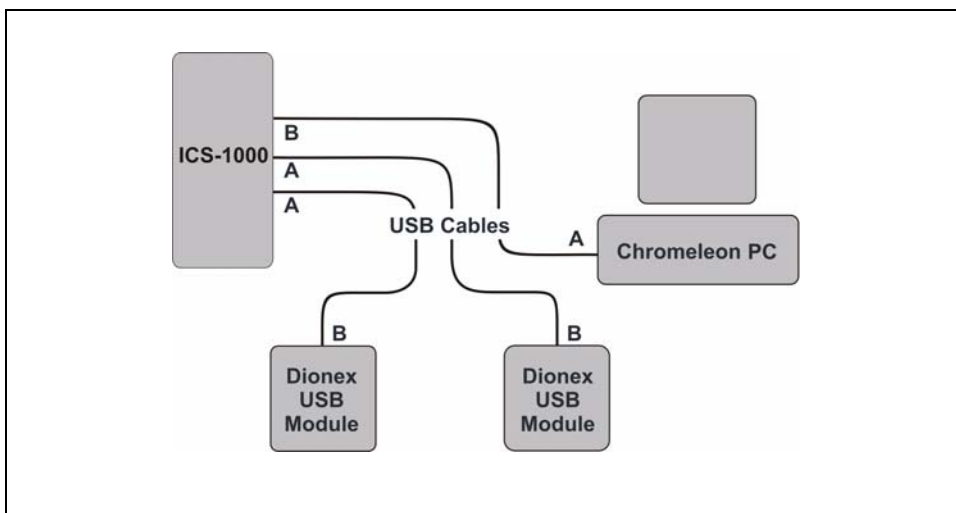 B
ICS-1000
A
A
USB Cables
A
Chromeleon PC
B
B
Dionex
USB
Module
Dionex
USB
Module